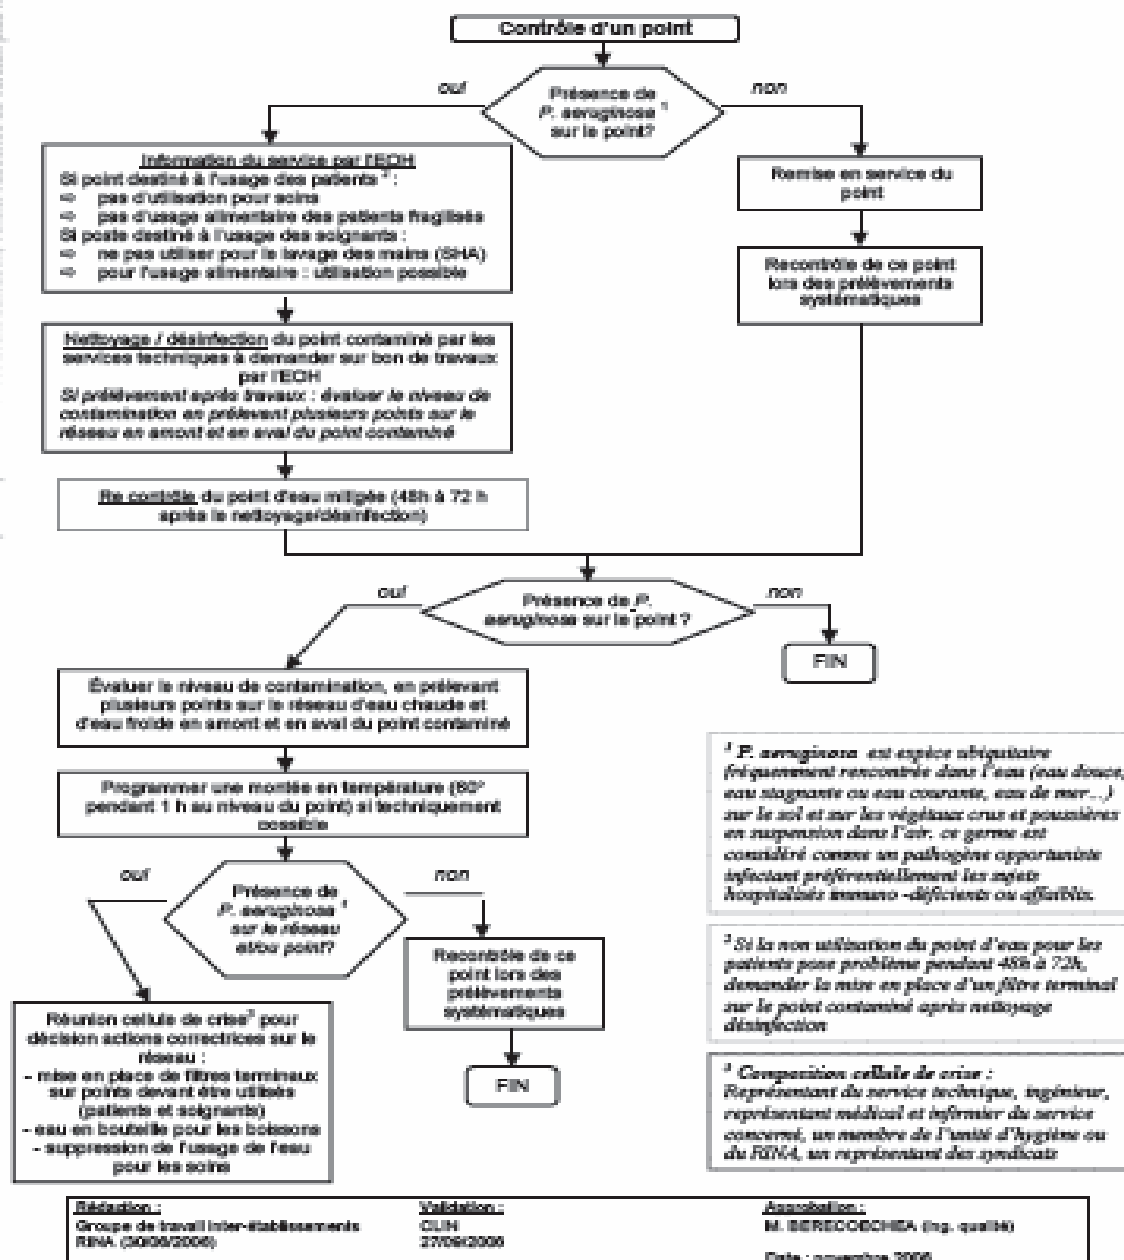 Contrôle d'un point
oui
Présence de
P. aeruginosa ¹
sur le point?
non
Information du service par l'EOH
Si point destiné à l'usage des patients ² :
⇨ pas d'utilisation pour soins
⇨ pas d'usage alimentaire des patients fragilisés
Si poste destiné à l'usage des soignants :
⇨ ne pas utiliser pour le lavage des mains (SHA)
⇨ pour l'usage alimentaire : utilisation possible
Remise en service du
point
Recontrôle de ce point
lors des prélèvements
systématiques
Nettoyage / désinfection du point contaminé par les
services techniques à demander sur bon de travaux
par l'EOH
Si prélèvement après travaux : évaluer le niveau de
contamination en prélevant plusieurs points sur le
réseau en amont et en aval du point contaminé
Re contrôle du point d'eau mitigée (48h à 72 h
après le nettoyage/désinfection)
oui
Présence de P.
aeruginosa sur le point ?
non
FIN
Évaluer le niveau de contamination, en prélevant
plusieurs points sur le réseau d'eau chaude et
d'eau froide en amont et en aval du point contaminé
Programmer une montée en température (60°
pendant 1 h au niveau du point) si techniquement
possible
oui
Présence de
P. aeruginosa ¹
sur le réseau
et/ou point?
non
Recontrôle de ce
point lors des
prélèvements
systématiques
FIN
Réunion cellule de crise³ pour
décision actions correctrices sur le
réseau :
- mise en place de filtres terminaux
sur points devant être utilisés
(patients et soignants)
- eau en bouteille pour les boissons
- suppression de l'usage de l'eau
pour les soins
¹ P. aeruginosa est espèce ubiquitaire
fréquemment rencontrée dans l'eau (eau douce,
eau stagnante ou eau courante, eau de mer...)
sur le sol et sur les végétaux crus et poussières
en suspension dans l'air. ce germe est
considéré comme un pathogène opportuniste
infectant préférentiellement les sujets
hospitalisés immuno -déficients ou affaiblis.
² Si la non utilisation du point d'eau pour les
patients pose problème pendant 48h à 72h,
demander la mise en place d'un filtre terminal
sur le point contaminé après nettoyage
désinfection
³ Composition cellule de crise :
Représentant du service technique, ingénieur,
représentant médical et infirmier du service
concerné, un membre de l'unité d'hygiène ou
du RINA, un représentant des syndicats
Rédaction :
Groupe de travail inter-établissements
RINA (30/06/2006)
Validation :
CLIN
27/09/2006
Approbation :
M. BERECOECHEA (Ing. qualité)
Date : novembre 2006